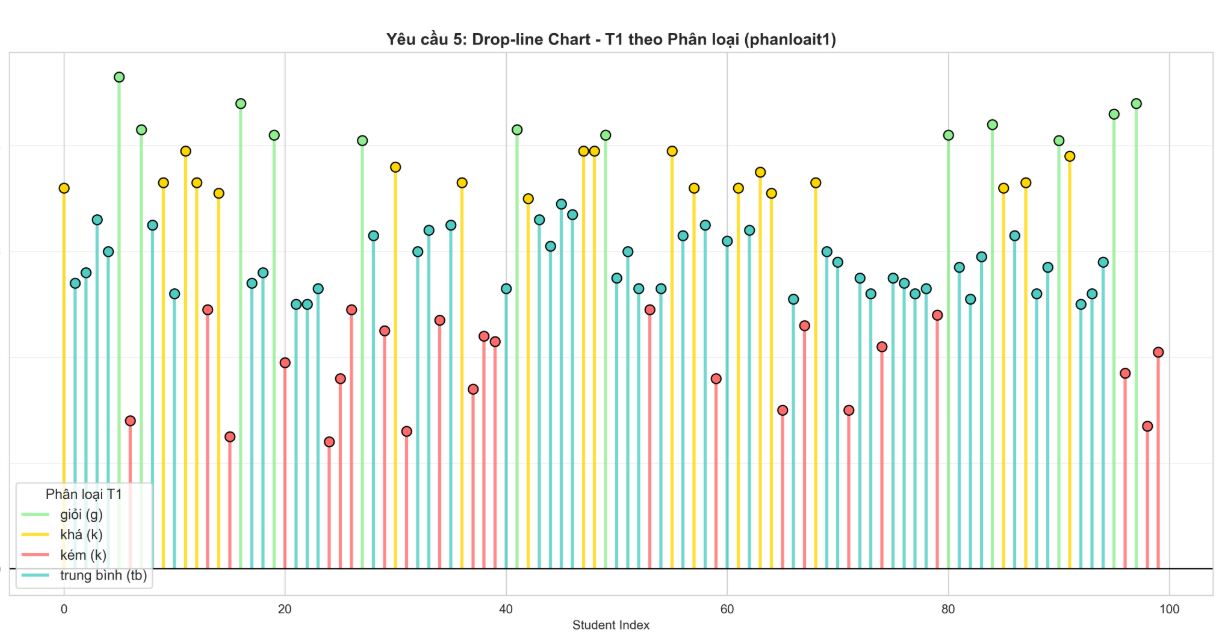 Yêu cầu 5: Drop-line Chart - T1 theo Phân loại (phanloait1)
Phân loại T1
giỏi (g)
khá (k)
kém (k)
trung bình (tb)
0
20
40
60
80
100
Student Index